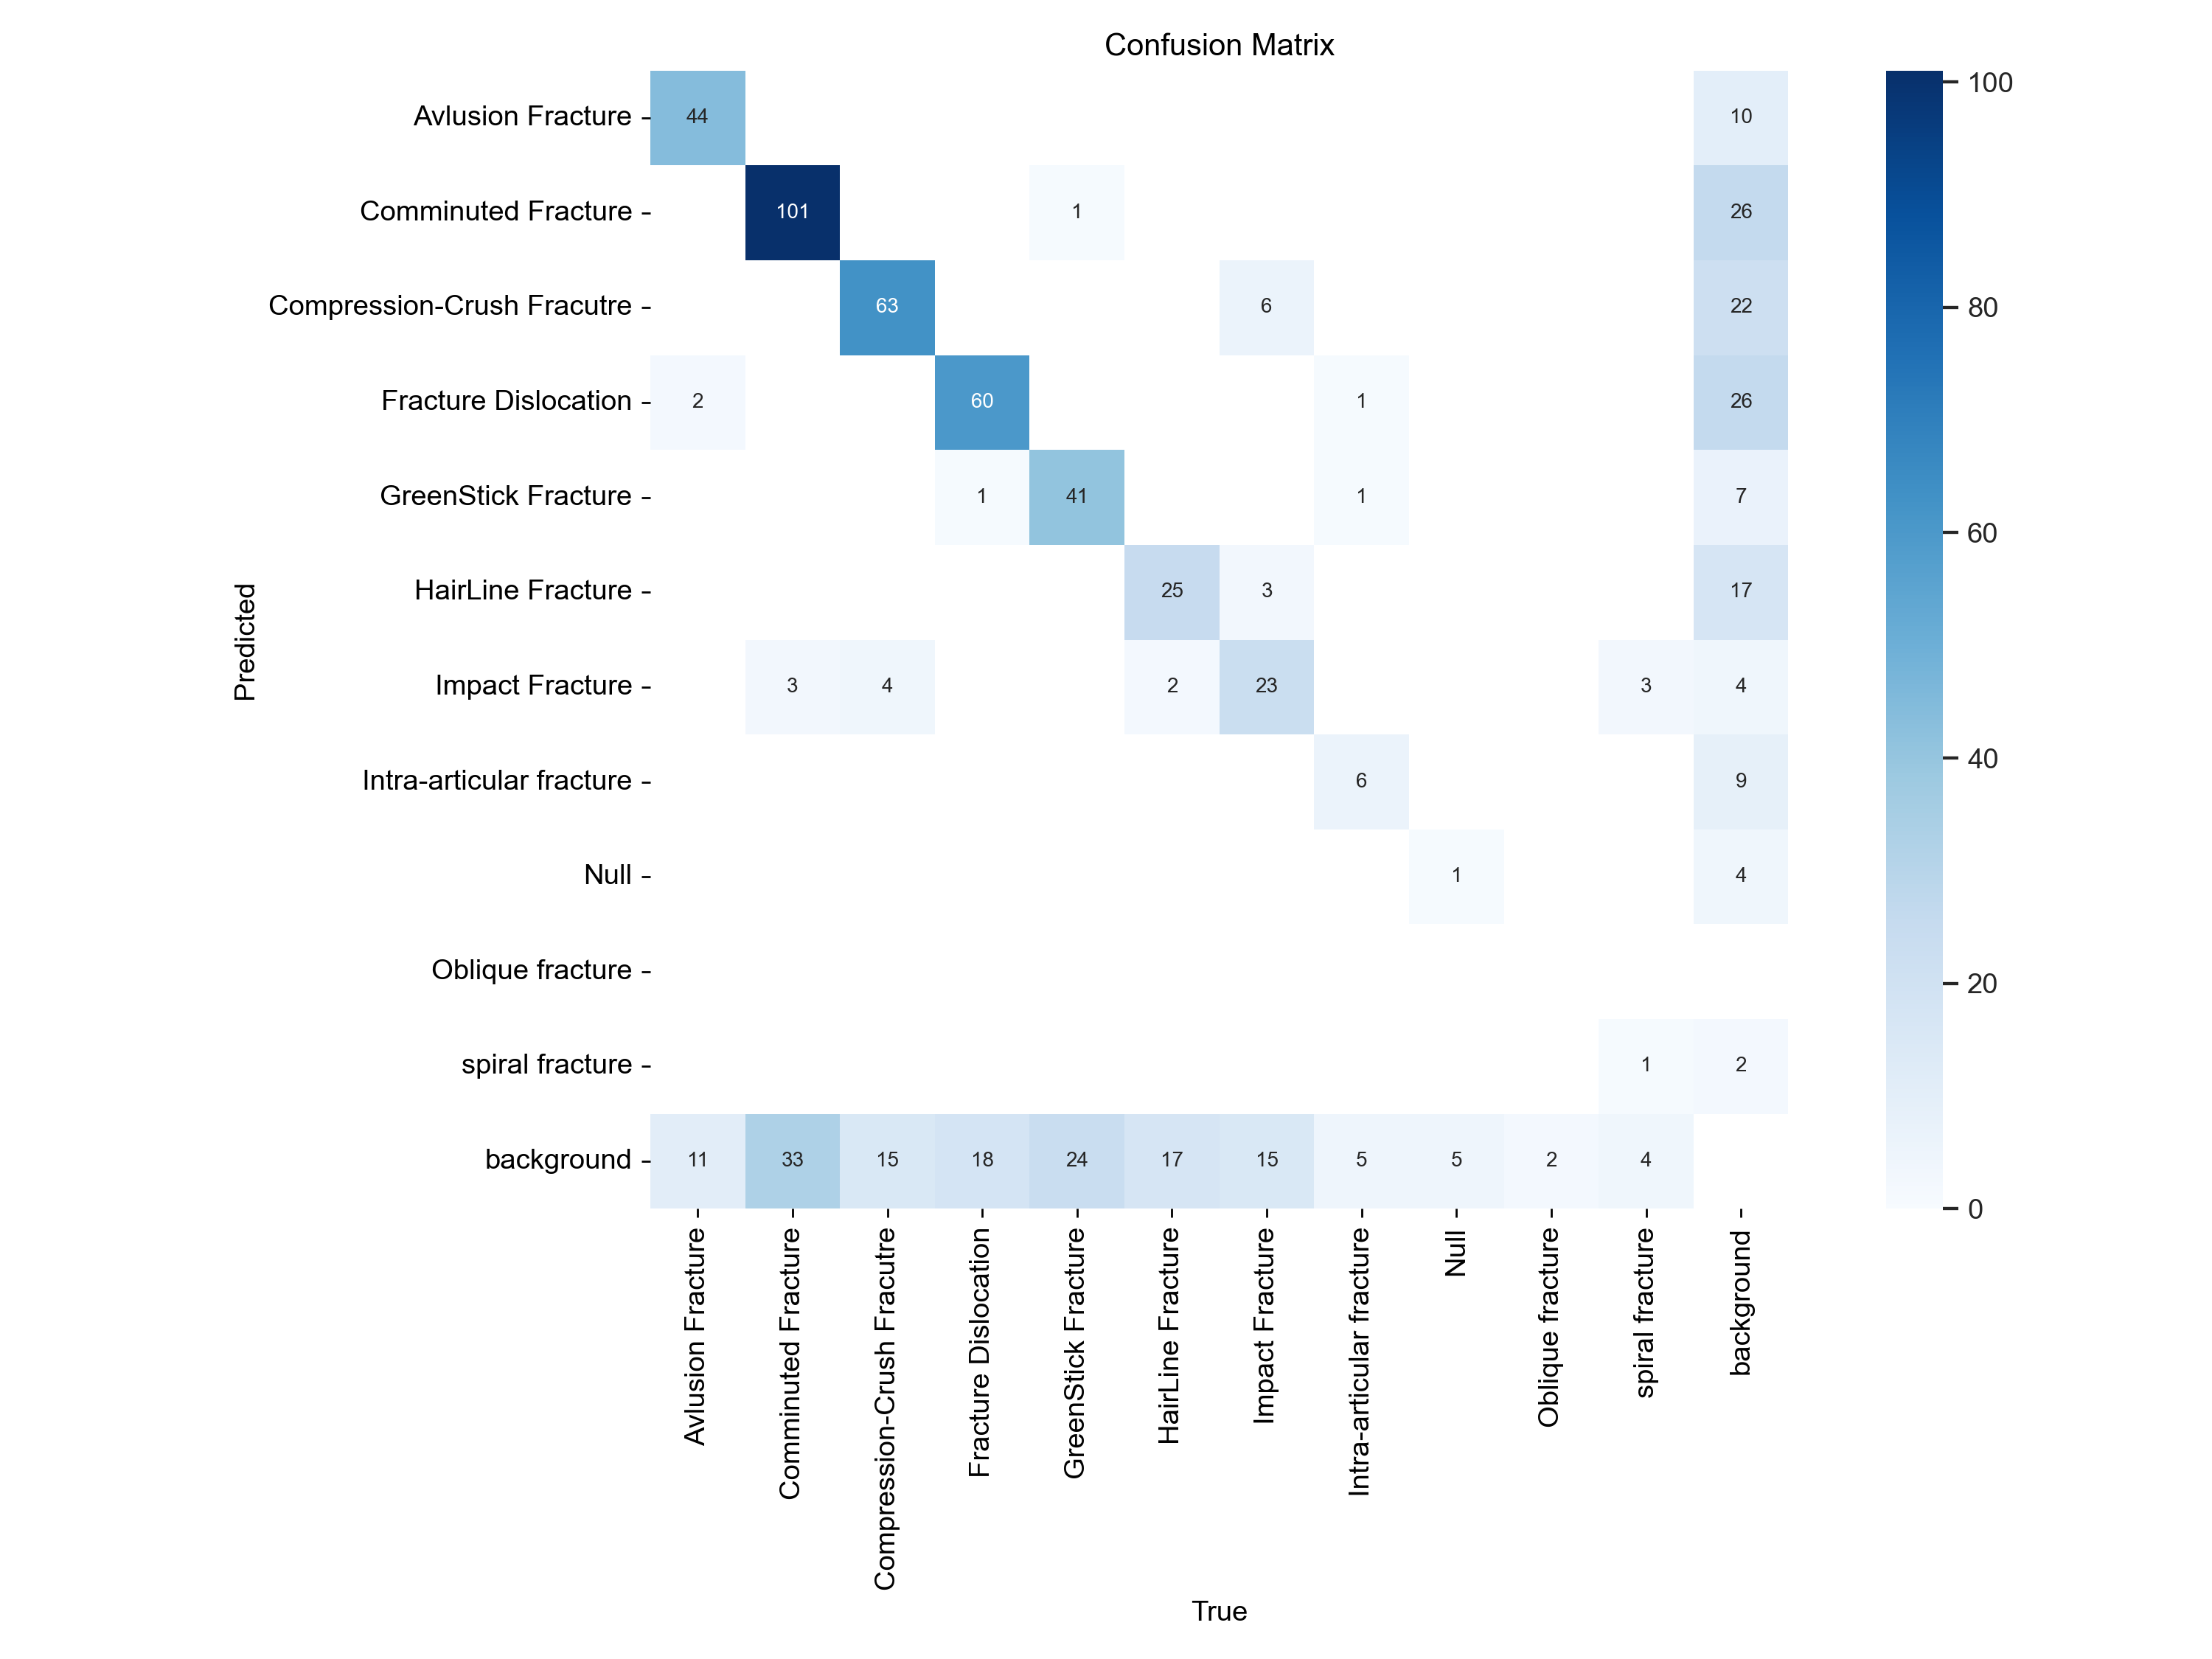 Confusion Matrix
Avlusion Fracture 44 10
Comminuted Fracture 101 1 26
Compression-Crush Fracutre 63 6 22
Fracture Dislocation 2 60 1 26
GreenStick Fracture 1 41 1 7
HairLine Fracture 25 3 17
Impact Fracture 3 4 2 23 3 4
Intra-articular fracture 6 9
Null 1 4
Oblique fracture
spiral fracture 1 2
background 11 33 15 18 24 17 15 5 5 2 4
Predicted
Avlusion Fracture
Comminuted Fracture
Compression-Crush Fracutre
Fracture Dislocation
GreenStick Fracture
HairLine Fracture
Impact Fracture
Intra-articular fracture
Null
Oblique fracture
spiral fracture
background
True
100
80
60
40
20
0